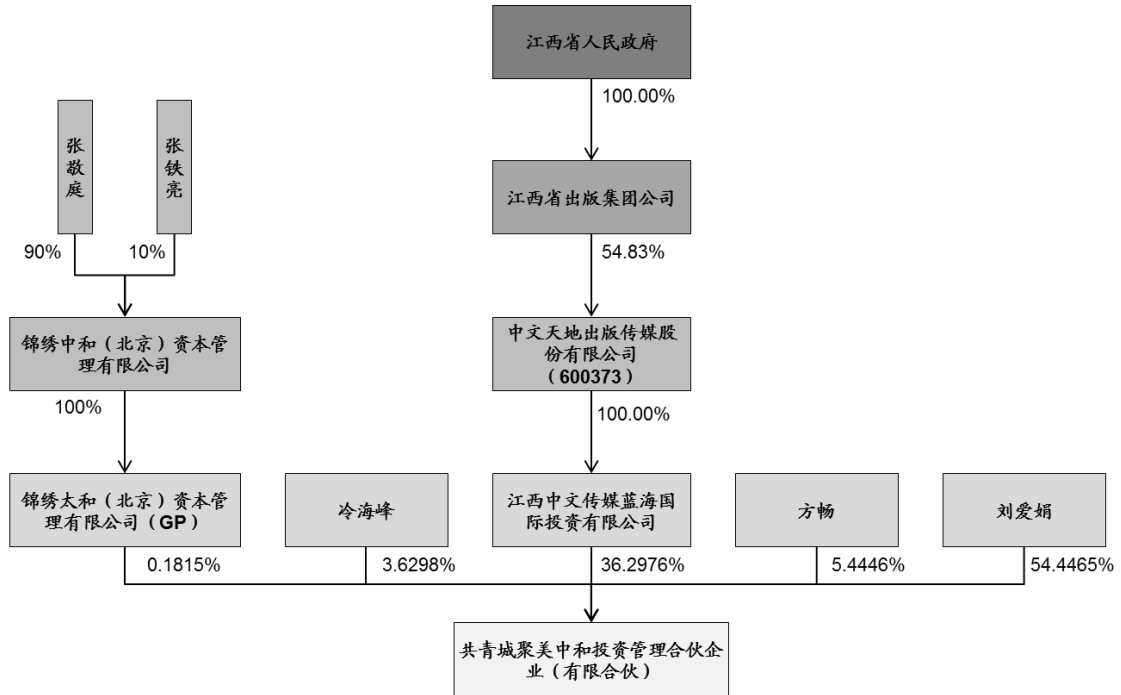 江西省人民政府
100.00%
张
敬
庭
张
铁
亮
江西省出版集团公司
90%
10%
54.83%
锦绣中和（北京）资本管
理有限公司
中文天地出版传媒股
份有限公司
（600373）
100%
100.00%
锦绣太和（北京）资本管
理有限公司（GP）
冷海峰
江西中文传媒蓝海国
际投资有限公司
方畅
刘爱娟
0.1815%
3.6298%
36.2976%
5.4446%
54.4465%
共青城聚美中和投资管理合伙企
业（有限合伙）